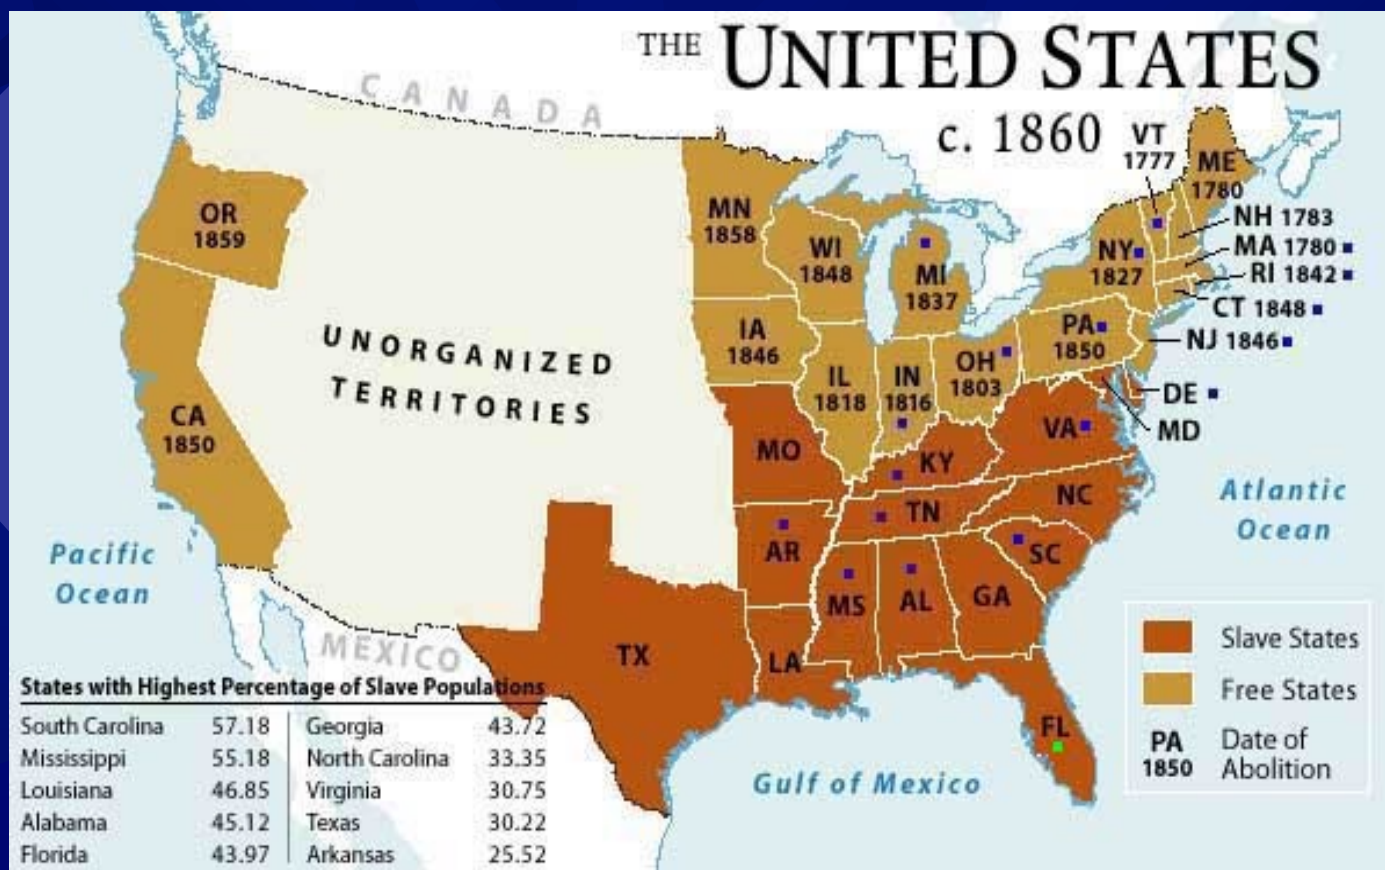 THE UNITED STATES
c. 1860
CANADA
VT
1777
ME
1780
NH 1783
MA 1780
RI 1842
CT 1848
NJ 1846
DE
MD
OR
1859
MN
1858
WI
1848
MI
1837
NY
1827
PA
1850
UNORGANIZED
TERRITORIES
IA
1846
IL
1818
IN
1816
OH
1803
CA
1850
MO
KY
VA
NC
TN
AR
SC
MS
AL
GA
TX
LA
FL
Atlantic
Ocean
Pacific
Ocean
MEXICO
Gulf of Mexico
Slave States
Free States
PA
1850
Date of
Abolition
States with Highest Percentage of Slave Populations
South Carolina 57.18 Georgia 43.72
Mississippi 55.18 North Carolina 33.35
Louisiana 46.85 Virginia 30.75
Alabama 45.12 Texas 30.22
Florida 43.97 Arkansas 25.52